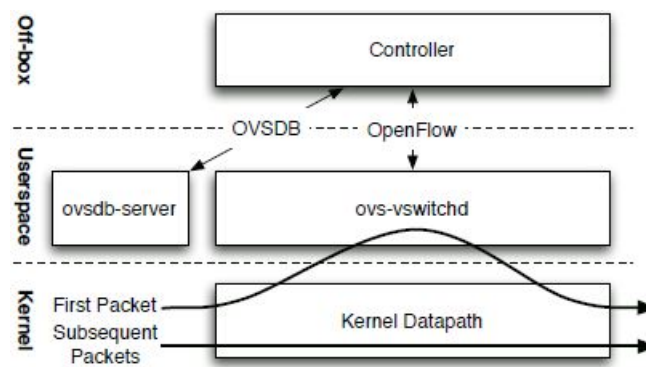 Off-box
Controller
OVSDB
OpenFlow
Userspace
ovsdb-server
ovs-vswitchd
Kernel
First Packet
Subsequent
Packets
Kernel Datapath